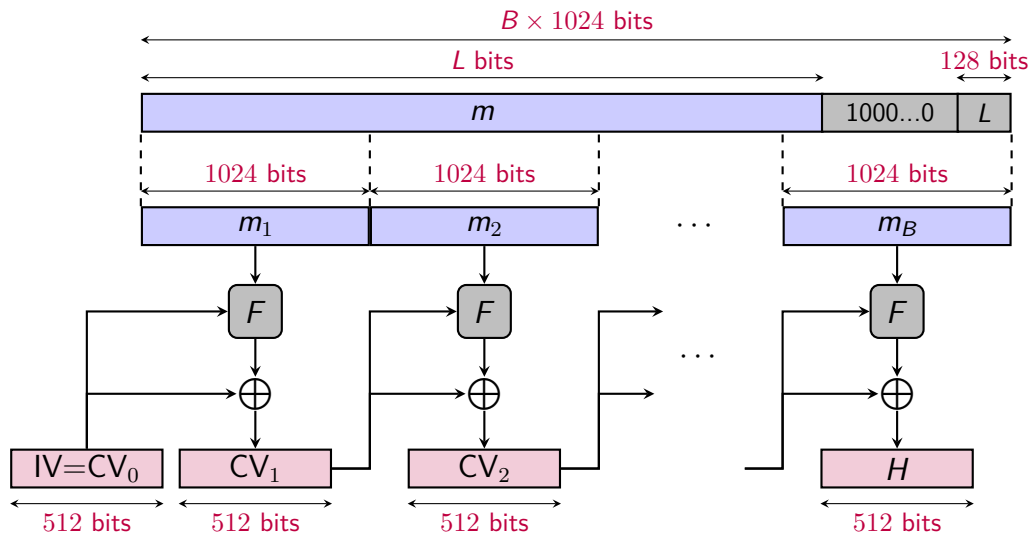 B × 1024 bits
L bits
128 bits
m
1000...0
L
1024 bits
1024 bits
1024 bits
m₁
m₂
· · ·
m_B
F
F
F
· · ·
IV=CV₀
CV₁
CV₂
H
512 bits
512 bits
512 bits
512 bits